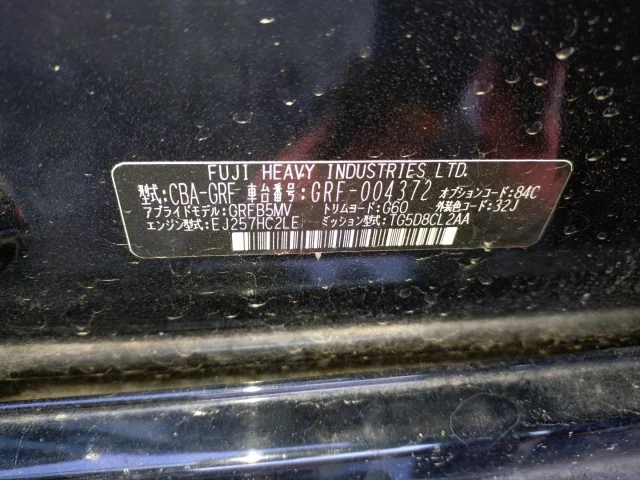 FUJI HEAVY INDUSTRIES LTD.
型式:CBA-GRF 車台番号:GRF-004372 オプションコード:84C
アプライドモデル:GRFB5MV トリムコード:G60 外装色コード:32J
エンジン型式:EJ257HC2LE ミッション型式:TG5D8CL2AA